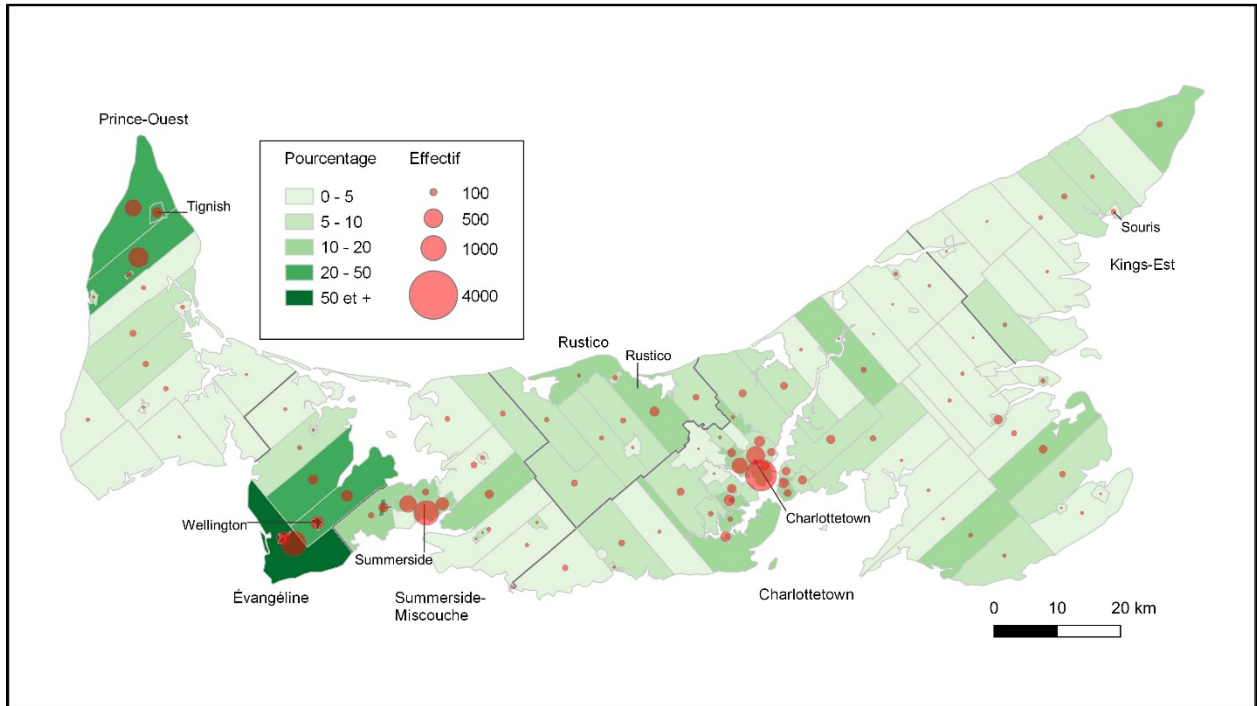 Prince-Ouest
Tignish
Pourcentage
0 - 5
5 - 10
10 - 20
20 - 50
50 et +
Effectif
100
500
1000
4000
Souris
Kings-Est
Rustico
Rustico
Wellington
Summerside
Charlottetown
Évangéline
Summerside-
Miscouche
Charlottetown
0 10 20 km